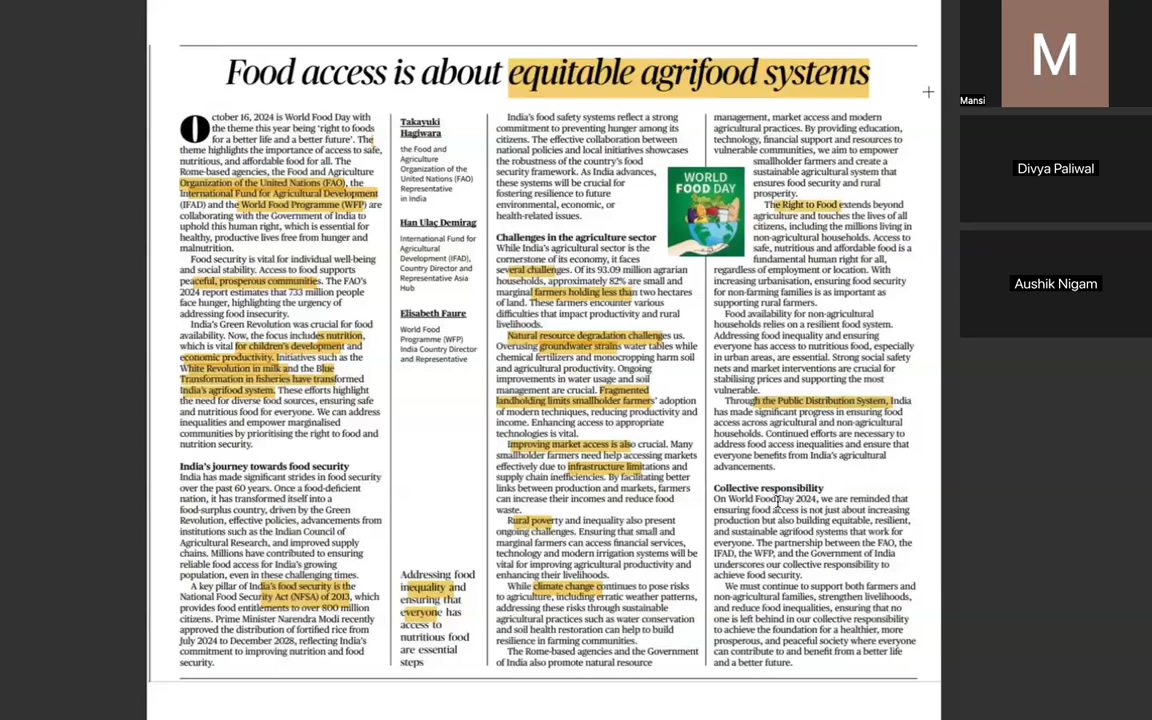 Food access is about equitable agrifood systems
October 16, 2024 is World Food Day with
the theme this year being ‘right to foods
for a better life and a better future’. The
theme highlights the importance of access to safe,
nutritious, and affordable food for all. The
Rome-based agencies, the Food and Agriculture
Organization of the United Nations (FAO), the
International Fund for Agricultural Development
(IFAD) and the World Food Programme (WFP) are
collaborating with the Government of India to
uphold this human right, which is essential for
healthy, productive lives free from hunger and
malnutrition.
Food security is vital for individual well-being
and social stability. Access to food supports
peaceful, prosperous communities. The FAO’s
2024 report estimates that 733 million people
face hunger, highlighting the urgency of
addressing food insecurity.
India’s Green Revolution was crucial for food
availability. Now, the focus includes nutrition,
which is vital for children’s development and
economic productivity. Initiatives such as the
White Revolution in milk and the Blue
Transformation in fisheries have transformed
India’s agrifood system. These efforts highlight
the need for diverse food sources, ensuring safe
and nutritious food for everyone. We can address
inequalities and empower marginalised
communities by prioritising the right to food and
nutrition security.
India’s journey towards food security
India has made significant strides in food security
over the past 60 years. Once a food-deficient
nation, it has transformed itself into a
food-surplus country, driven by the Green
Revolution, effective policies, advancements from
institutions such as the Indian Council of
Agricultural Research, and improved supply
chains. Millions have contributed to ensuring
reliable food access for India’s growing
population, even in these challenging times.
A key pillar of India’s food security is the
National Food Security Act (NFSA) of 2013, which
provides food entitlements to over 800 million
citizens. Prime Minister Narendra Modi recently
approved the distribution of fortified rice from
July 2024 to December 2028, reflecting India’s
commitment to improving nutrition and food
security.
Takayuki
Hagiwara
the Food and
Agriculture
Organization of the
United Nations (FAO)
Representative
in India
Han Ulaç Demirag
International Fund for
Agricultural
Development (IFAD),
Country Director and
Representative Asia
Hub
Elisabeth Faure
World Food
Programme (WFP)
India Country Director
and Representative
Addressing food
inequality and
ensuring that
everyone has
access to
nutritious food
are essential
steps
India’s food safety systems reflect a strong
commitment to preventing hunger among its
citizens. The effective collaboration between
national policies and local initiatives showcases
the robustness of the country’s food
security framework. As India advances,
these systems will be crucial for
fostering resilience to future
environmental, economic, or
health-related issues.
Challenges in the agriculture sector
While India’s agricultural sector is the
cornerstone of its economy, it faces
several challenges. Of its 93.09 million agrarian
households, approximately 82% are small and
marginal farmers holding less than two hectares
of land. These farmers encounter various
difficulties that impact productivity and rural
livelihoods.
Natural resource degradation challenges us.
Overusing groundwater strains water tables while
chemical fertilizers and monocropping harm soil
and agricultural productivity. Ongoing
improvements in water usage and soil
management are crucial. Fragmented
landholding limits smallholder farmers’ adoption
of modern techniques, reducing productivity and
income. Enhancing access to appropriate
technologies is vital.
Improving market access is also crucial. Many
smallholder farmers need help accessing markets
effectively due to infrastructure limitations and
supply chain inefficiencies. By facilitating better
links between production and markets, farmers
can increase their incomes and reduce food
waste.
Rural poverty and inequality also present
ongoing challenges. Ensuring that small and
marginal farmers can access financial services,
technology and modern irrigation systems will be
vital for improving agricultural productivity and
enhancing their livelihoods.
While climate change continues to pose risks
to agriculture, including erratic weather patterns,
addressing these risks through sustainable
agricultural practices such as water conservation
and soil health restoration can help to build
resilience in farming communities.
The Rome-based agencies and the Government
of India also promote natural resource
WORLD
FOOD DAY
management, market access and modern
agricultural practices. By providing education,
technology, financial support and resources to
vulnerable communities, we aim to empower
smallholder farmers and create a
sustainable agricultural system that
ensures food security and rural
prosperity.
The Right to Food extends beyond
agriculture and touches the lives of all
citizens, including the millions living in
non-agricultural households. Access to
safe, nutritious and affordable food is a
fundamental human right for all,
regardless of employment or location. With
increasing urbanisation, ensuring food security
for non-farming families is as important as
supporting rural farmers.
Food availability for non-agricultural
households relies on a resilient food system.
Addressing food inequality and ensuring
everyone has access to nutritious food, especially
in urban areas, are essential. Strong social safety
nets and market interventions are crucial for
stabilising prices and supporting the most
vulnerable.
Through the Public Distribution System, India
has made significant progress in ensuring food
access across agricultural and non-agricultural
households. Continued efforts are necessary to
address food access inequalities and ensure that
everyone benefits from India’s agricultural
advancements.
Collective responsibility
On World Food Day 2024, we are reminded that
ensuring food access is not just about increasing
production but also building equitable, resilient,
and sustainable agrifood systems that work for
everyone. The partnership between the FAO, the
IFAD, the WFP, and the Government of India
underscores our collective responsibility to
achieve food security.
We must continue to support both farmers and
non-agricultural families, strengthen livelihoods,
and reduce food inequalities, ensuring that no
one is left behind in our collective responsibility
to achieve the foundation for a healthier, more
prosperous, and peaceful society where everyone
can contribute to and benefit from a better life
and a better future.
M
Mansi
Divya Paliwal
Aushik Nigam